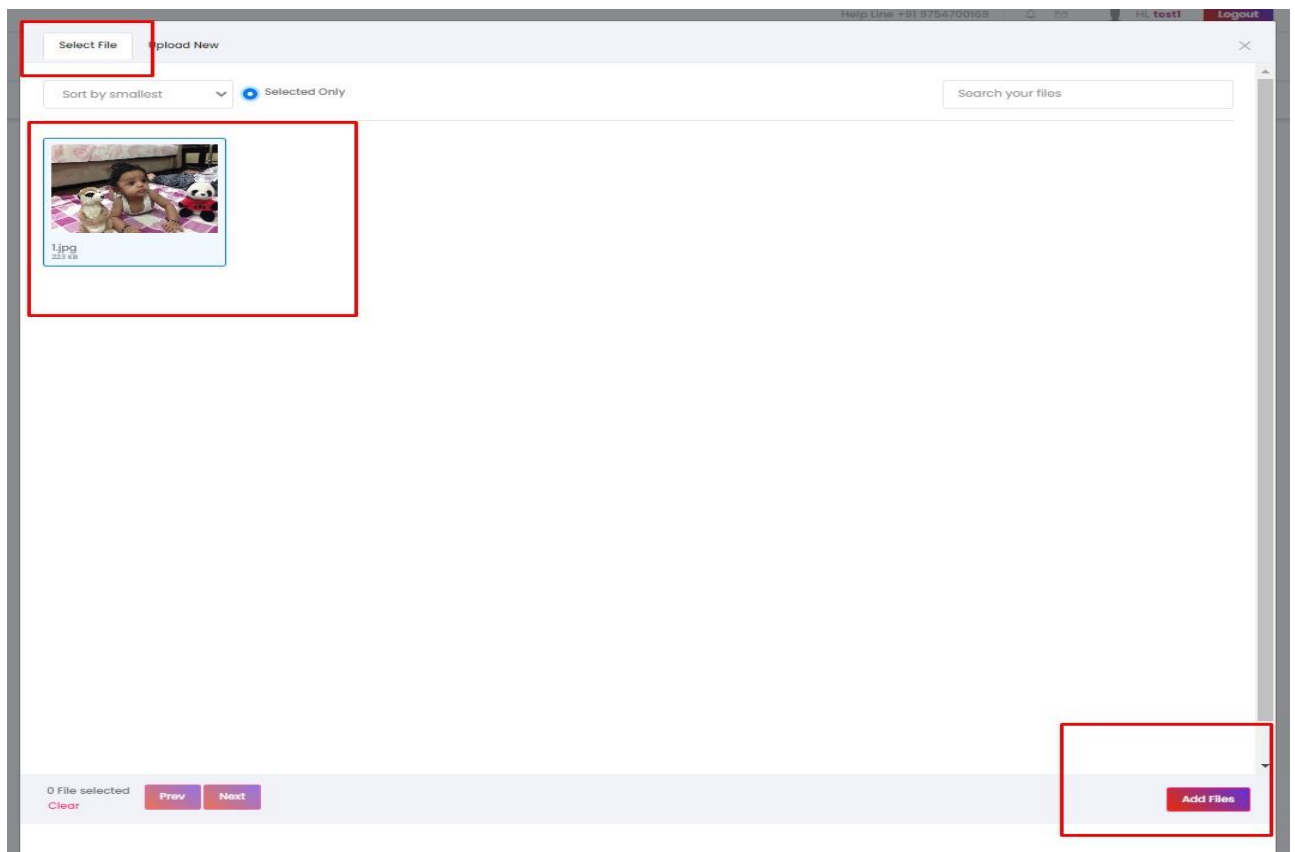 Help Line +91 9754700169 Hi, test1 Logout
Select File Upload New
Sort by smallest Selected Only Search your files
1.jpg
223 KB
0 File selected Prev Next
Clear
Add Files